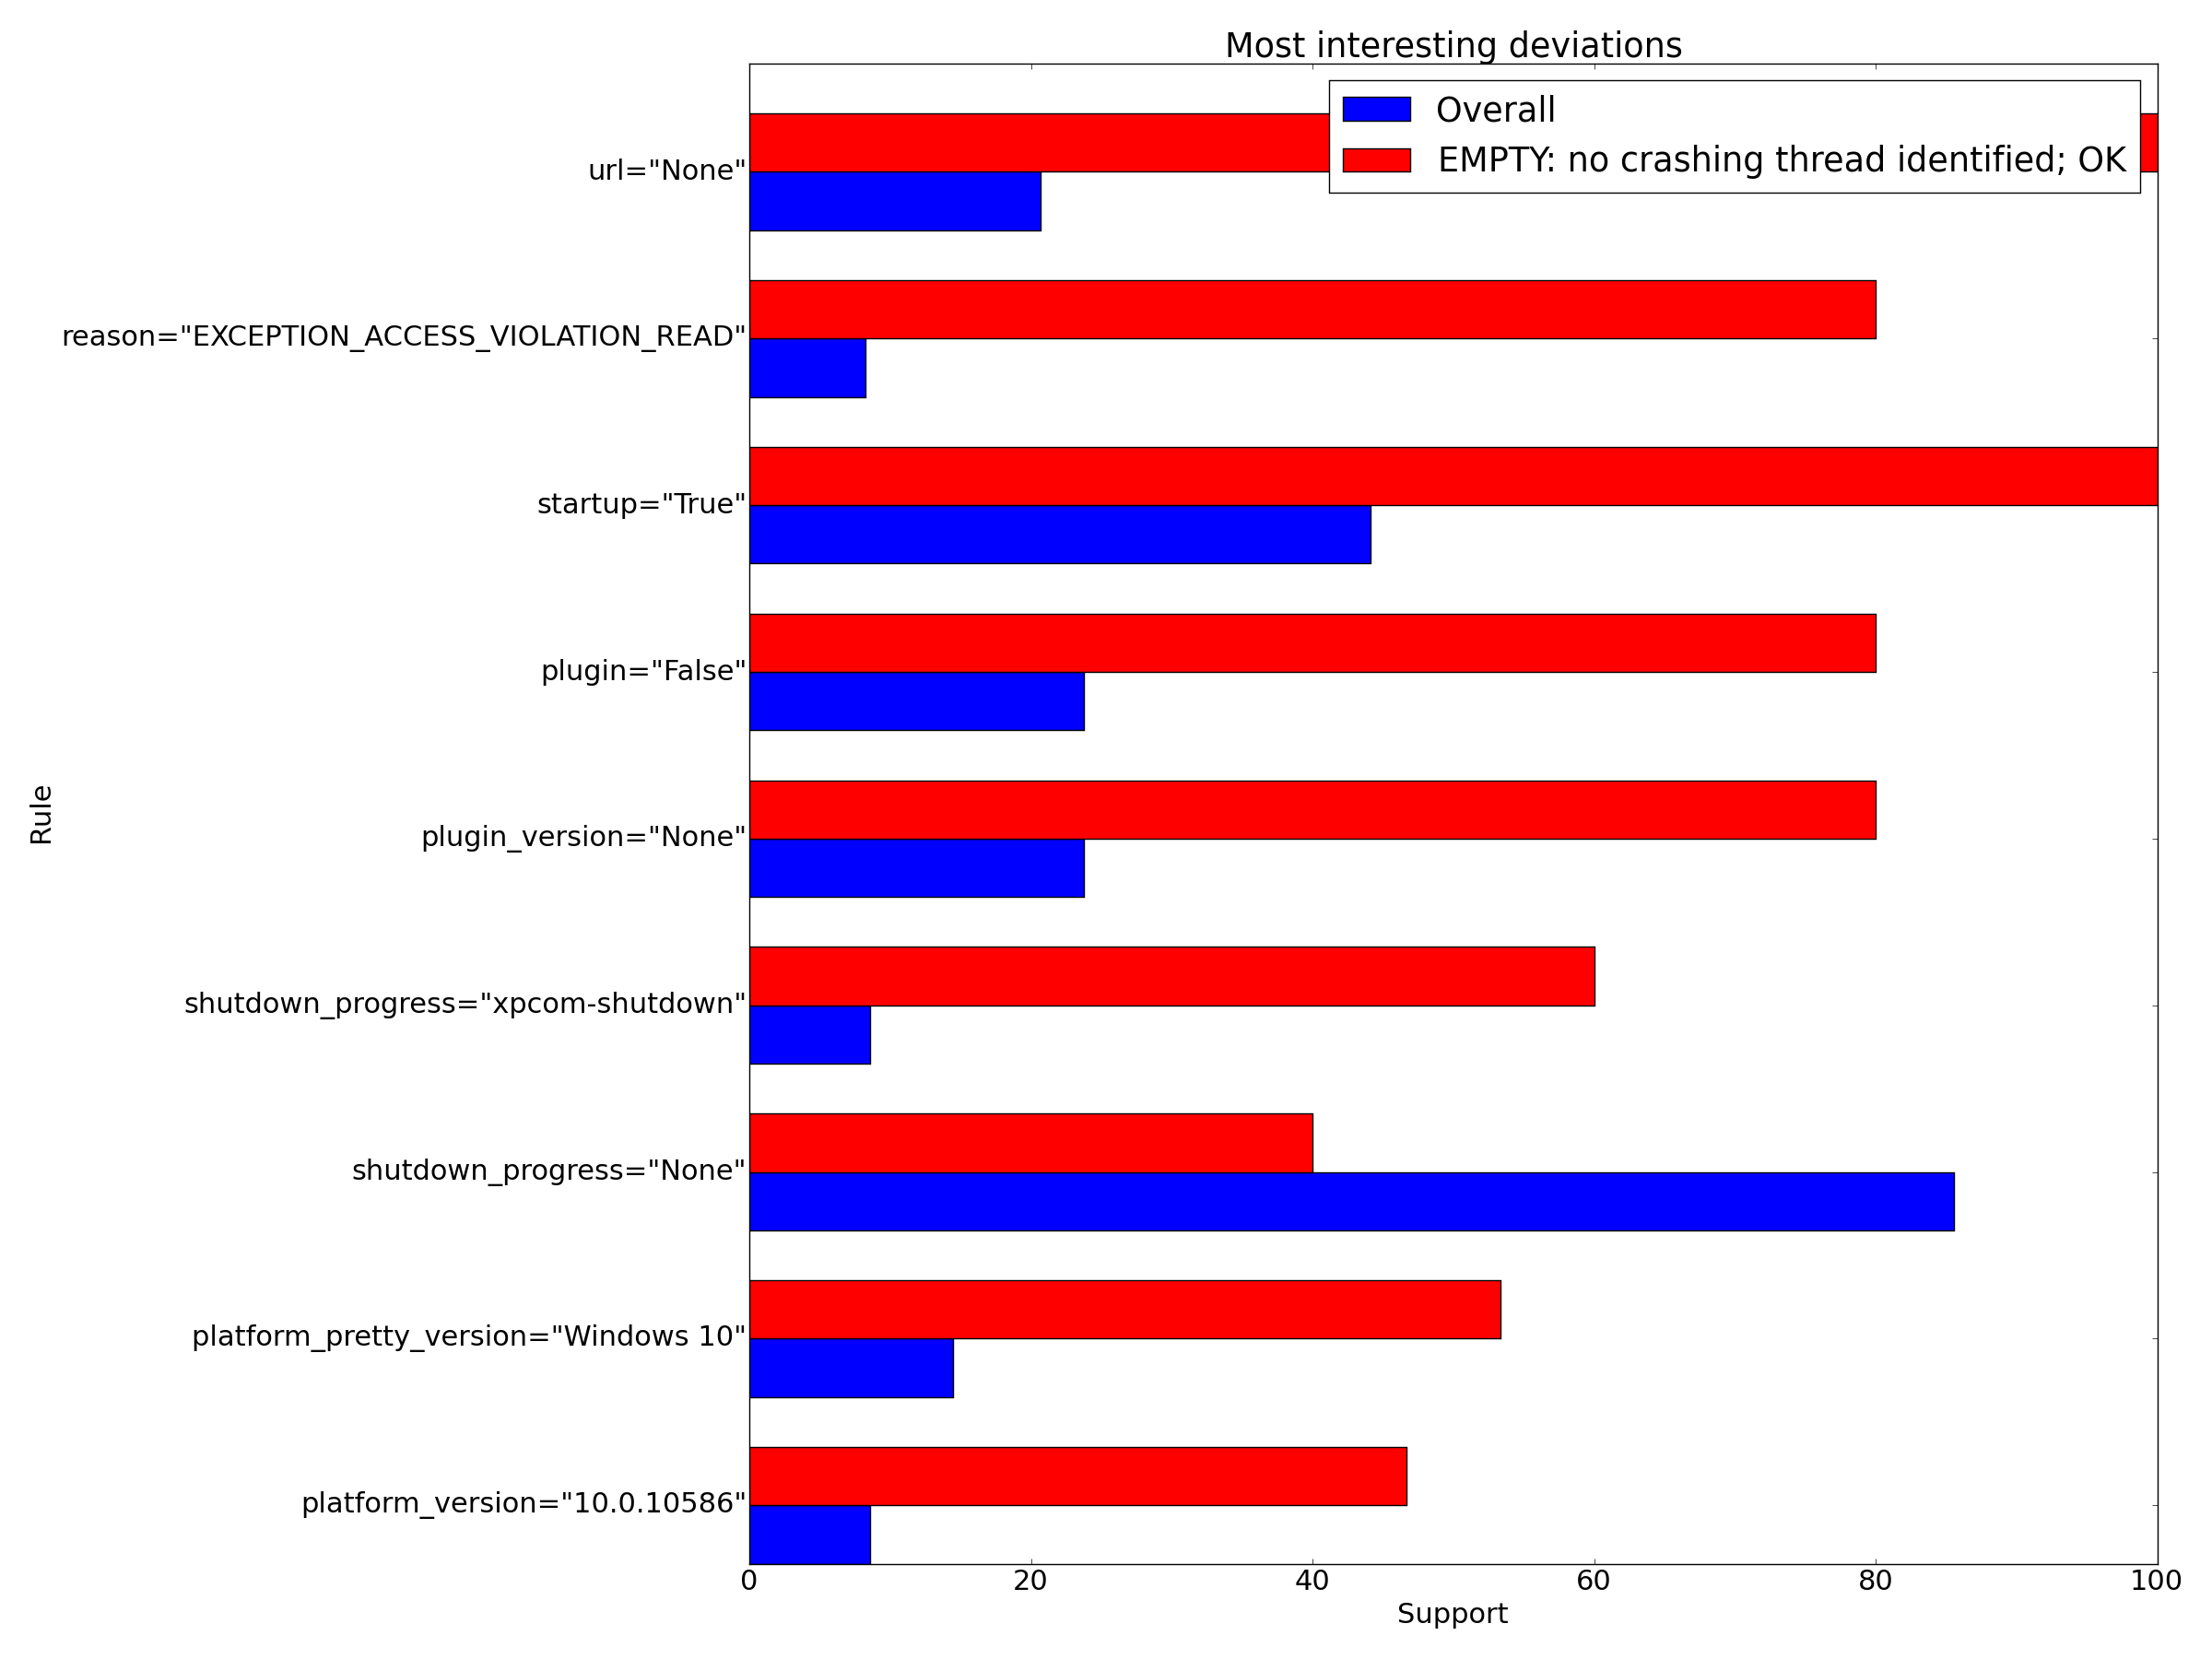 Most interesting deviations
Overall
EMPTY: no crashing thread identified; OK
url="None"
reason="EXCEPTION_ACCESS_VIOLATION_READ"
startup="True"
plugin="False"
plugin_version="None"
shutdown_progress="xpcom-shutdown"
shutdown_progress="None"
platform_pretty_version="Windows 10"
platform_version="10.0.10586"
Rule
0 20 40 60 80 100
Support